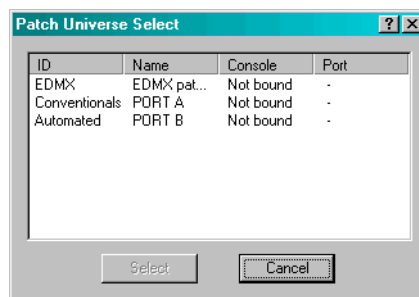 Patch Universe Select
ID Name Console Port
EDMX EDMX pat... Not bound -
Conventionals PORT A Not bound -
Automated PORT B Not bound -
Select Cancel